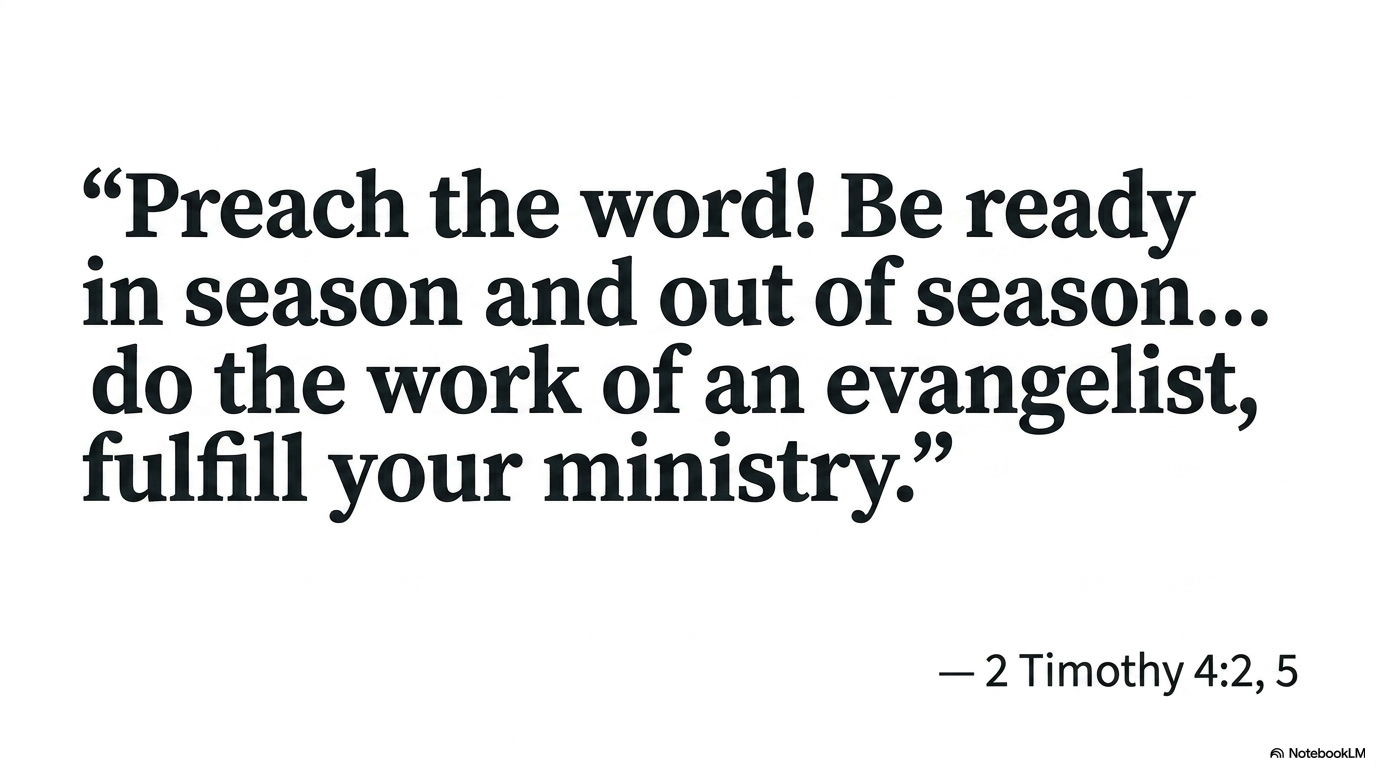 “Preach the word! Be ready
in season and out of season...
do the work of an evangelist,
fulfill your ministry.”
— 2 Timothy 4:2, 5
NotebookLM